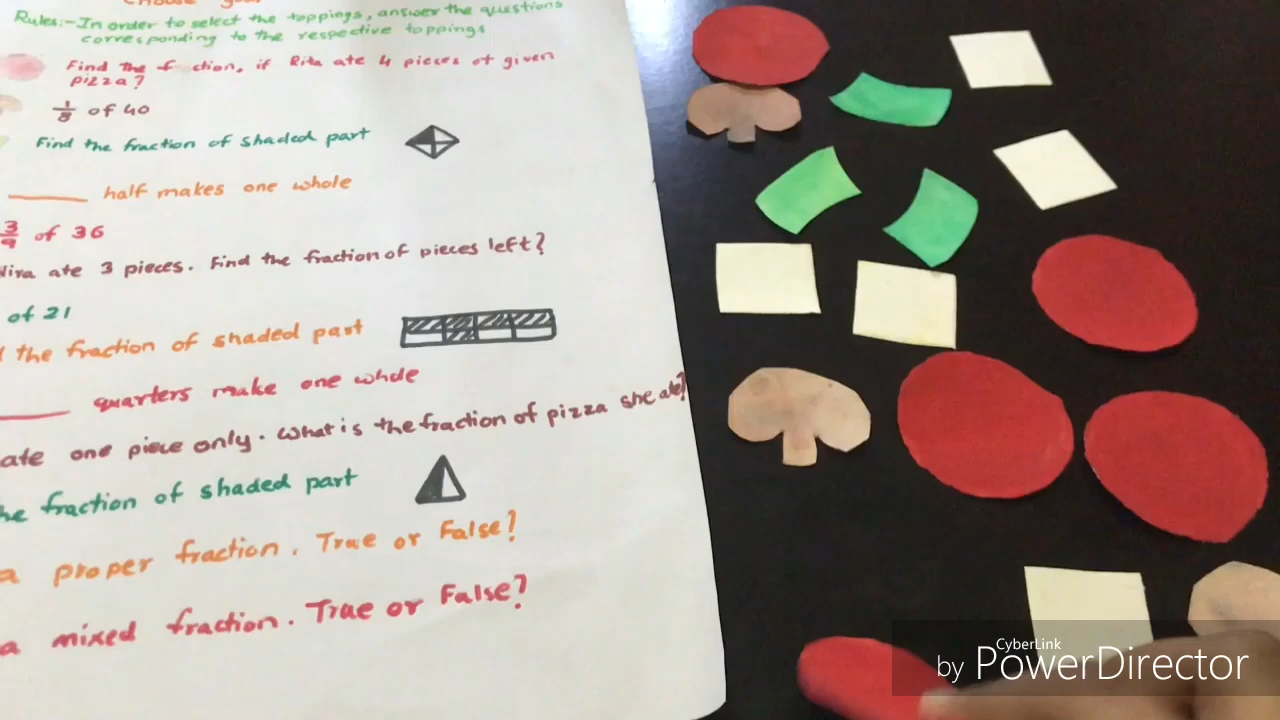 Rules:- In order to select the toppings, answer the questions
corresponding to the respective toppings
Find the f ction, if Rita ate 4 pieces of given
pizza?
1/8 of 40
Find the fraction of shaded part
______ half makes one whole
3/9 of 36
ate 3 pieces. Find the fraction of pieces left?
of 21
the fraction of shaded part
______ quarters make one whole
ate one piece only. What is the fraction of pizza she ate?
fraction of shaded part
a proper fraction. True or False?
a mixed fraction. True or False?
CyberLink
by PowerDirector